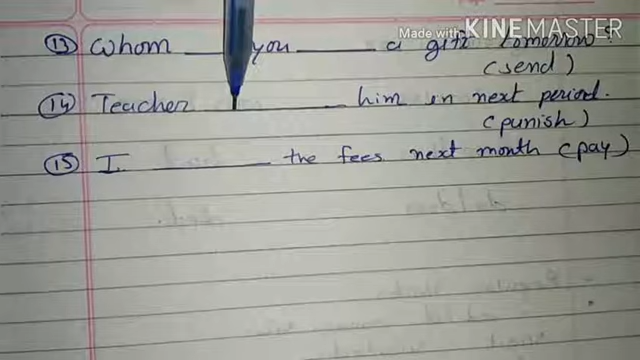 Made with KINEMASTER
(13) Whom ____ you ____ a gift tomorrow?
(send)
(14) Teacher ____ him in next period.
(punish)
(15) I ____ the fees next month (pay)